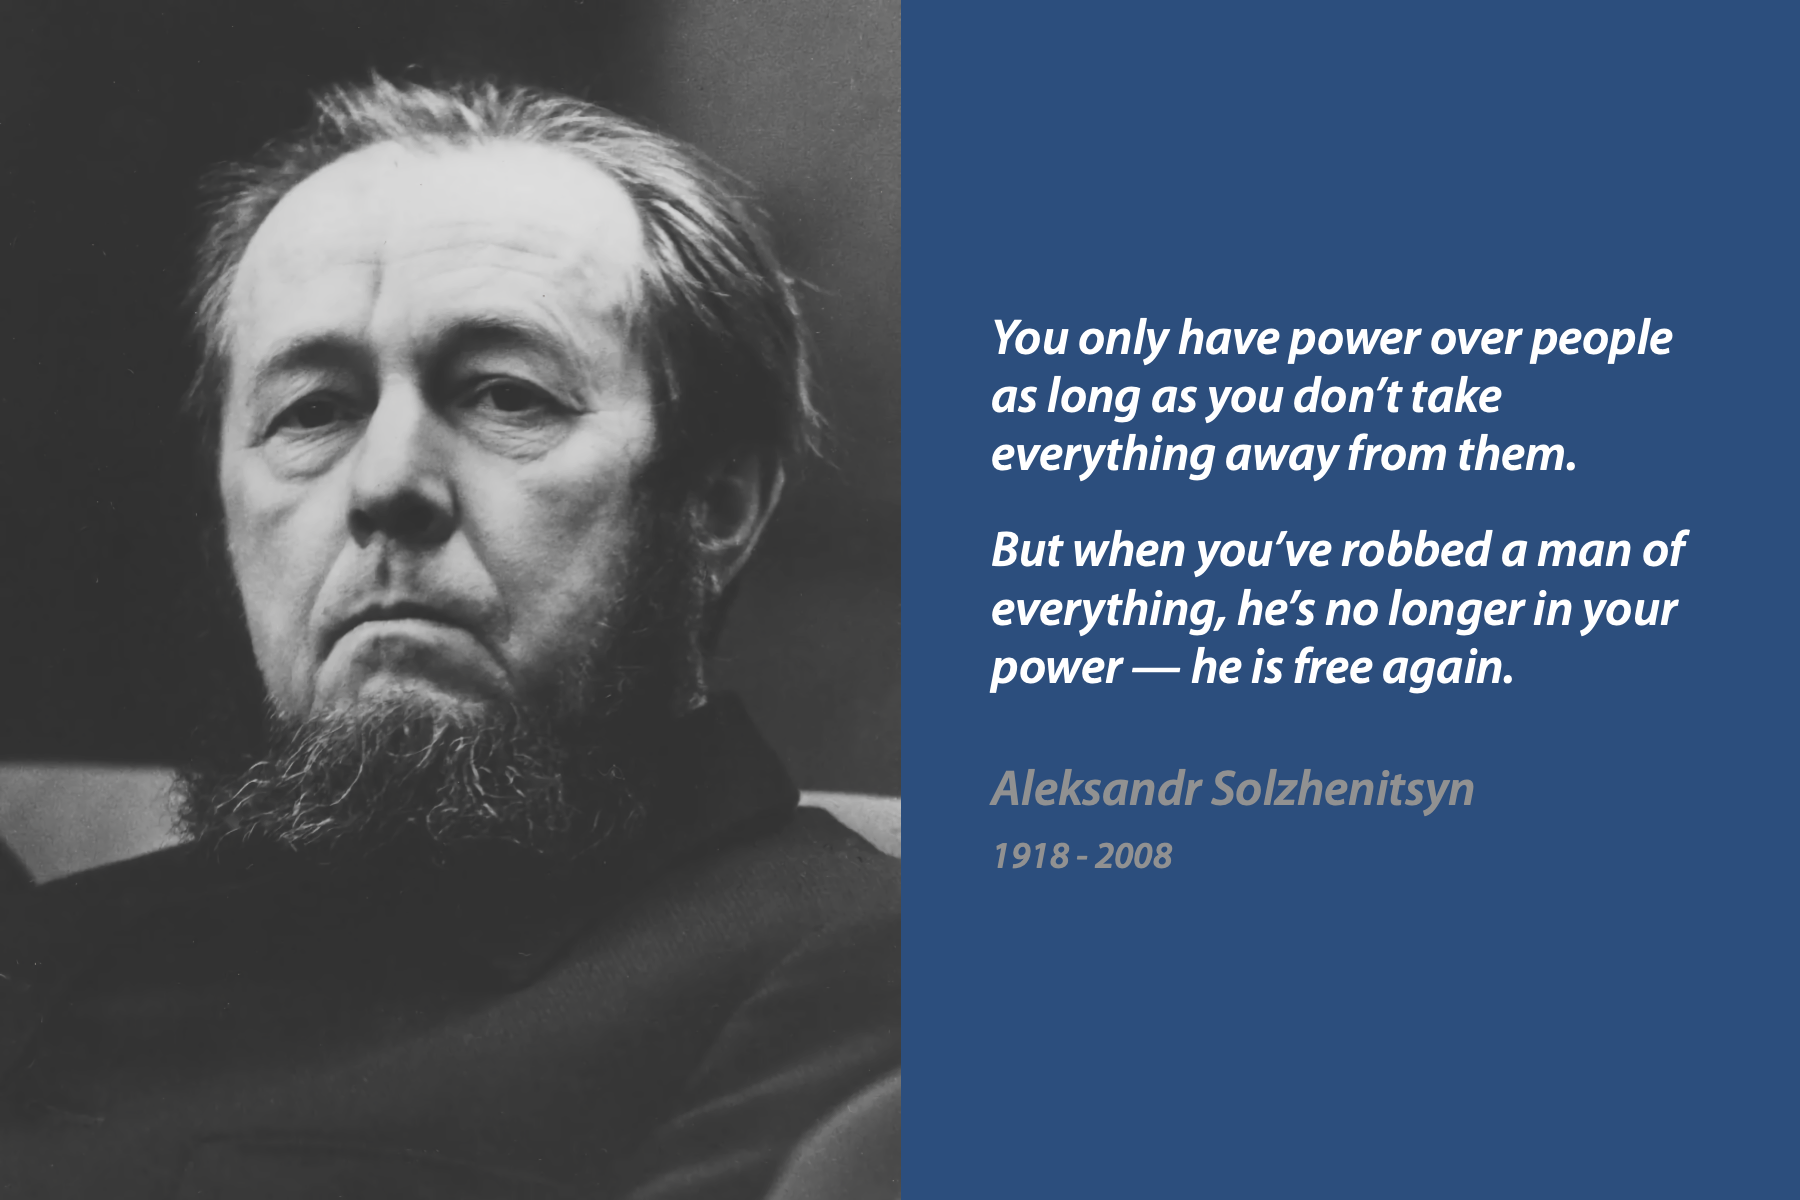 You only have power over people
as long as you don’t take
everything away from them.
But when you’ve robbed a man of
everything, he’s no longer in your
power — he is free again.
Aleksandr Solzhenitsyn
1918 - 2008